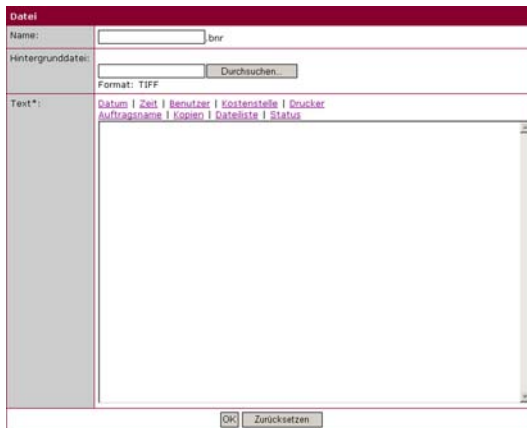 Datei
Name: .bnr
Hintergrunddatei:
Durchsuchen...
Format: TIFF
Text*: Datum | Zeit | Benutzer | Kostenstelle | Drucker
Auftragsname | Kopien | Dateiliste | Status
OK Zurücksetzen